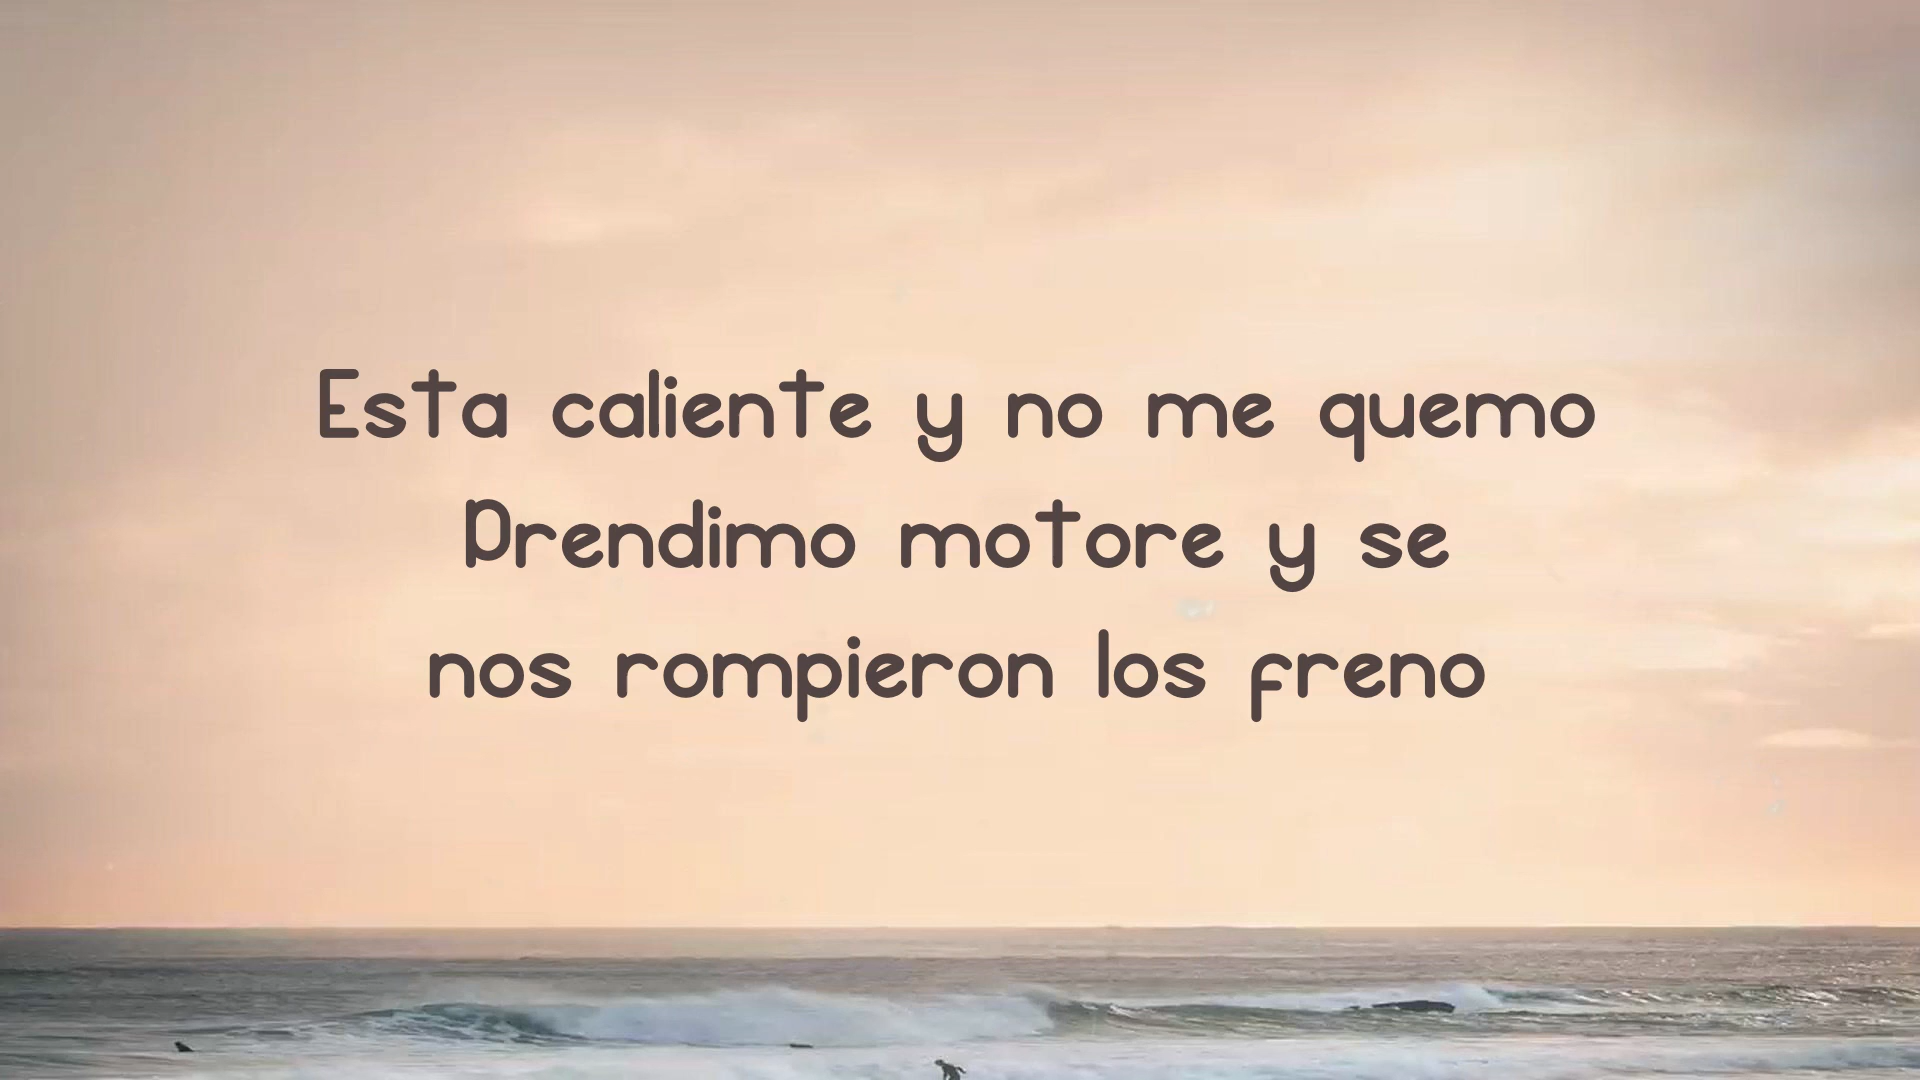 Esta caliente y no me quemo
Prendimo motore y se
nos rompieron los freno